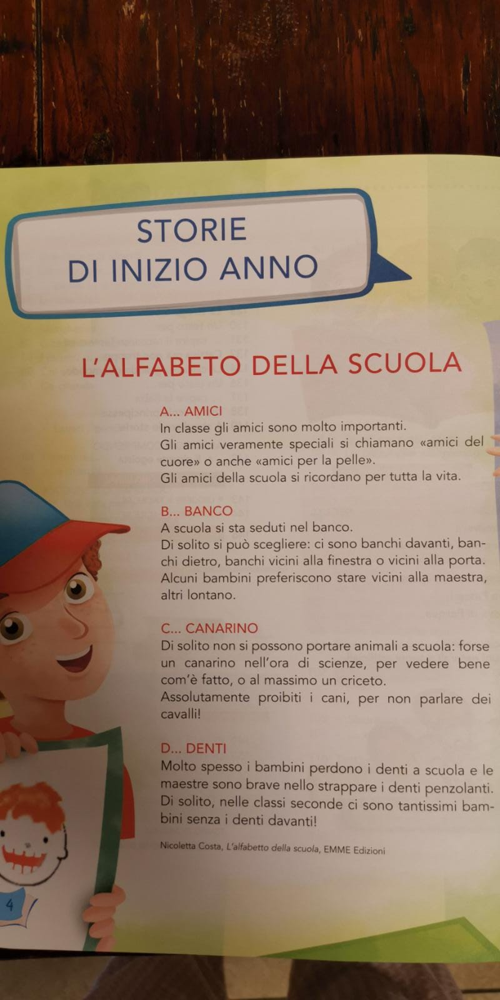 STORIE
DI INIZIO ANNO
L'ALFABETO DELLA SCUOLA
A... AMICI
In classe gli amici sono molto importanti.
Gli amici veramente speciali si chiamano «amici del
cuore» o anche «amici per la pelle».
Gli amici della scuola si ricordano per tutta la vita.
B... BANCO
A scuola si sta seduti nel banco.
Di solito si può scegliere: ci sono banchi davanti, ban-
chi dietro, banchi vicini alla finestra o vicini alla porta.
Alcuni bambini preferiscono stare vicini alla maestra,
altri lontano.
C... CANARINO
Di solito non si possono portare animali a scuola: forse
un canarino nell'ora di scienze, per vedere bene
com'è fatto, o al massimo un criceto.
Assolutamente proibiti i cani, per non parlare dei
cavalli!
D... DENTI
Molto spesso i bambini perdono i denti a scuola e le
maestre sono brave nello strappare i denti penzolanti.
Di solito, nelle classi seconde ci sono tantissimi bam-
bini senza i denti davanti!
Nicoletta Costa, L'alfabetto della scuola, EMME Edizioni
4